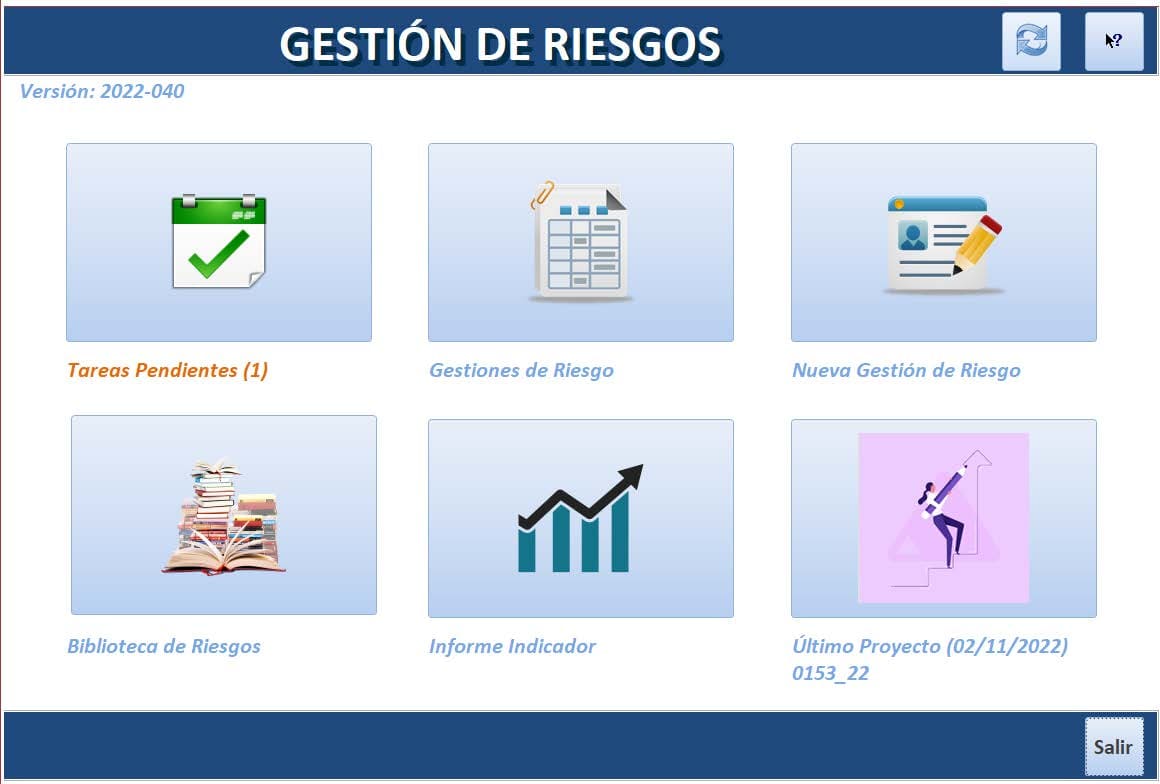 GESTIÓN DE RIESGOS
?
Versión: 2022-040
Tareas Pendientes (1)
Gestiones de Riesgo
Nueva Gestión de Riesgo
Biblioteca de Riesgos
Informe Indicador
Último Proyecto (02/11/2022)
0153_22
Salir